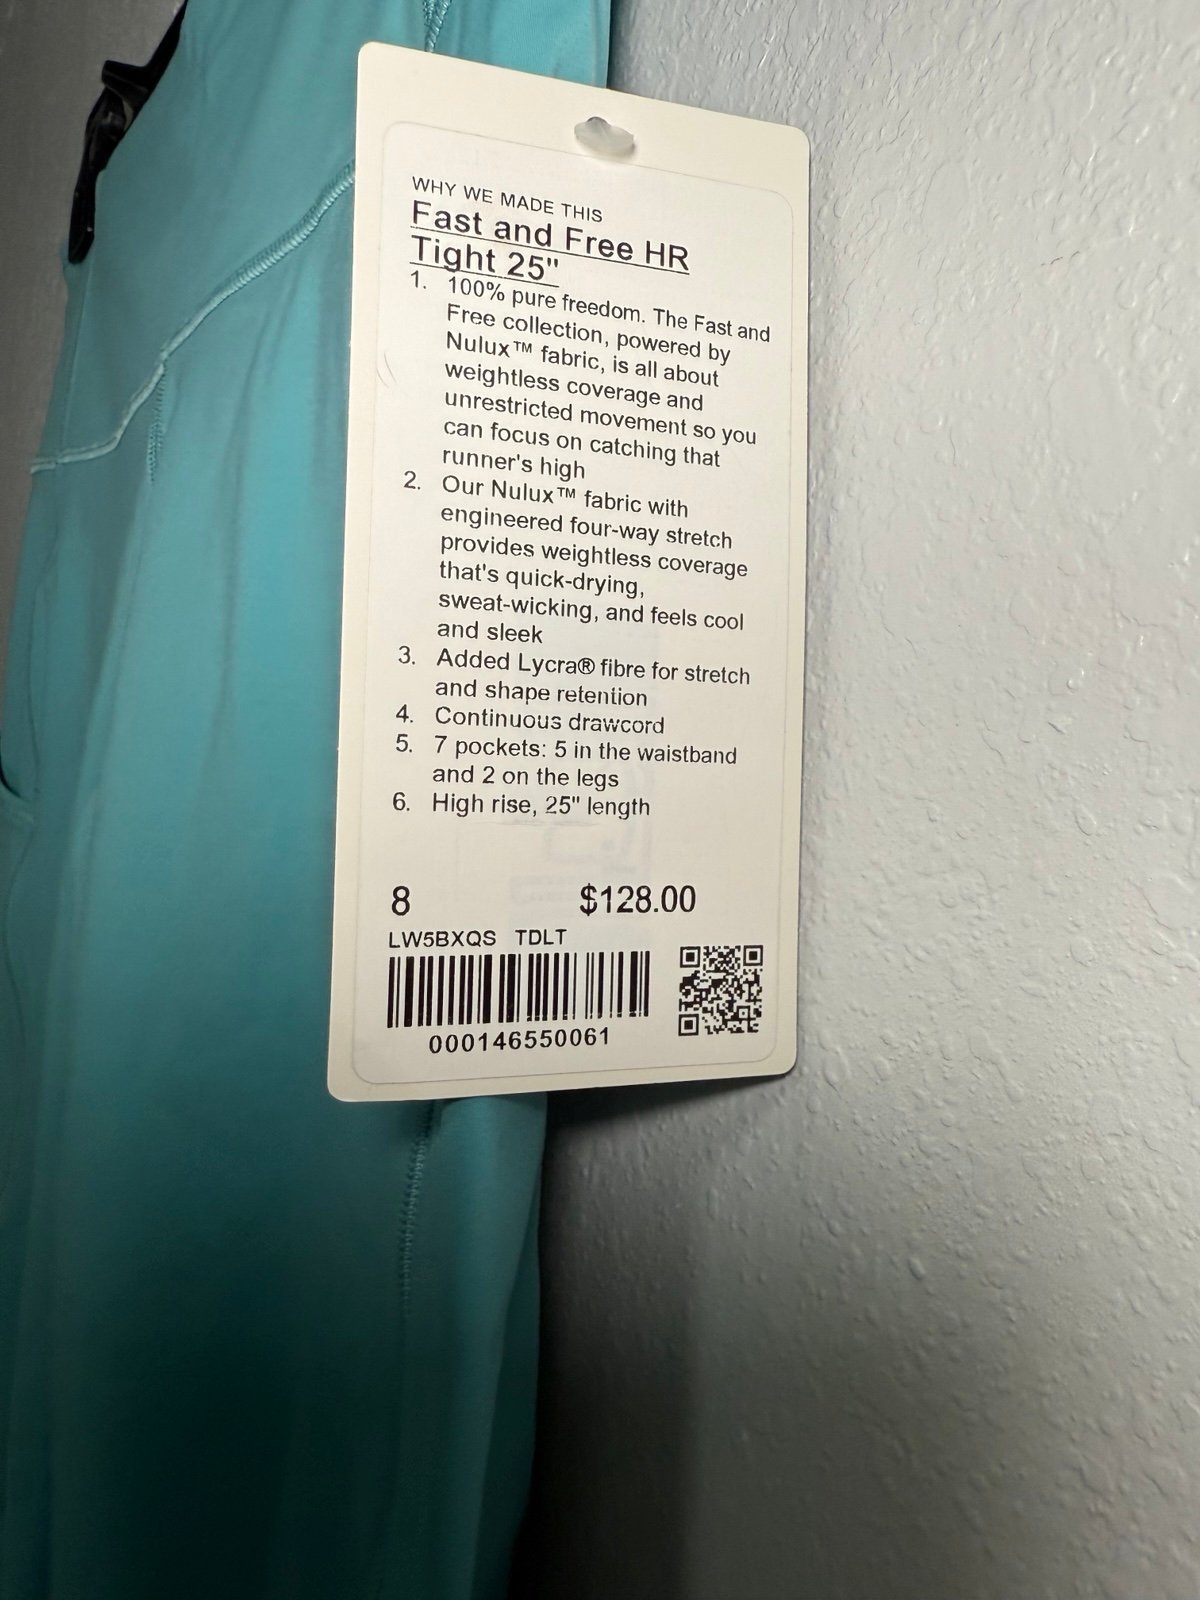 WHY WE MADE THIS
Fast and Free HR
Tight 25"
1. 100% pure freedom. The Fast and
Free collection, powered by
Nulux™ fabric, is all about
weightless coverage and
unrestricted movement so you
can focus on catching that
runner's high
2. Our Nulux™ fabric with
engineered four-way stretch
provides weightless coverage
that's quick-drying,
sweat-wicking, and feels cool
and sleek
3. Added Lycra® fibre for stretch
and shape retention
4. Continuous drawcord
5. 7 pockets: 5 in the waistband
and 2 on the legs
6. High rise, 25" length
8 $128.00
LW5BXQS TDLT
000146550061